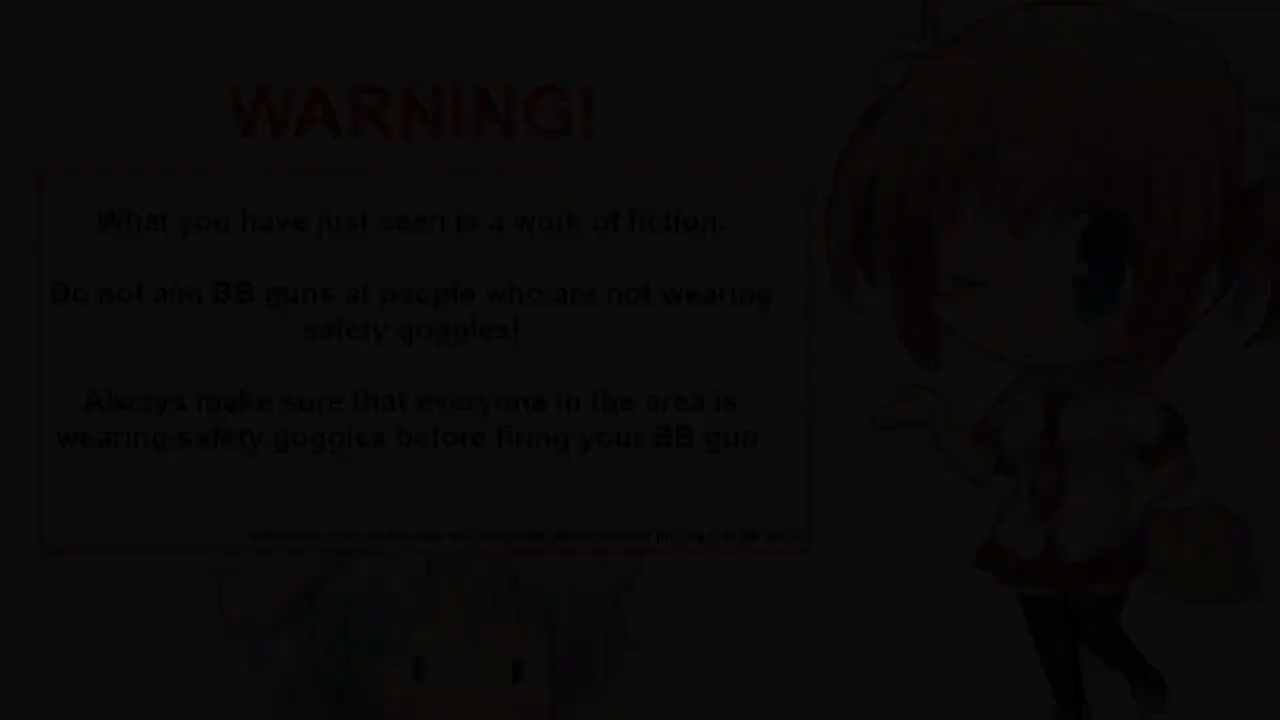 WARNING!
What you have just seen is a work of fiction.
Do not aim BB guns at people who are not wearing
safety goggles!
Always make sure that everyone in the area is
wearing safety goggles before firing your BB gun